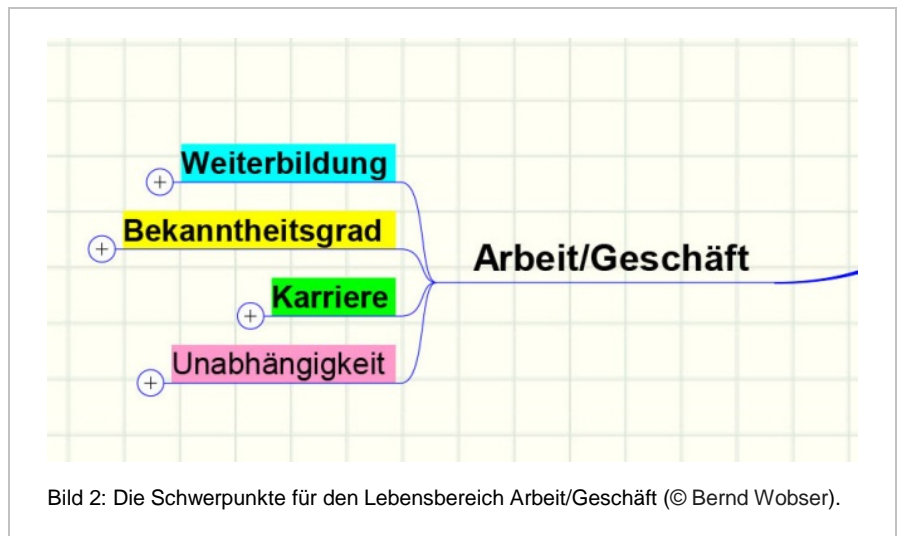 Weiterbildung
Bekanntheitsgrad
Arbeit/Geschäft
Karriere
Unabhängigkeit
Bild 2: Die Schwerpunkte für den Lebensbereich Arbeit/Geschäft (© Bernd Wobser).